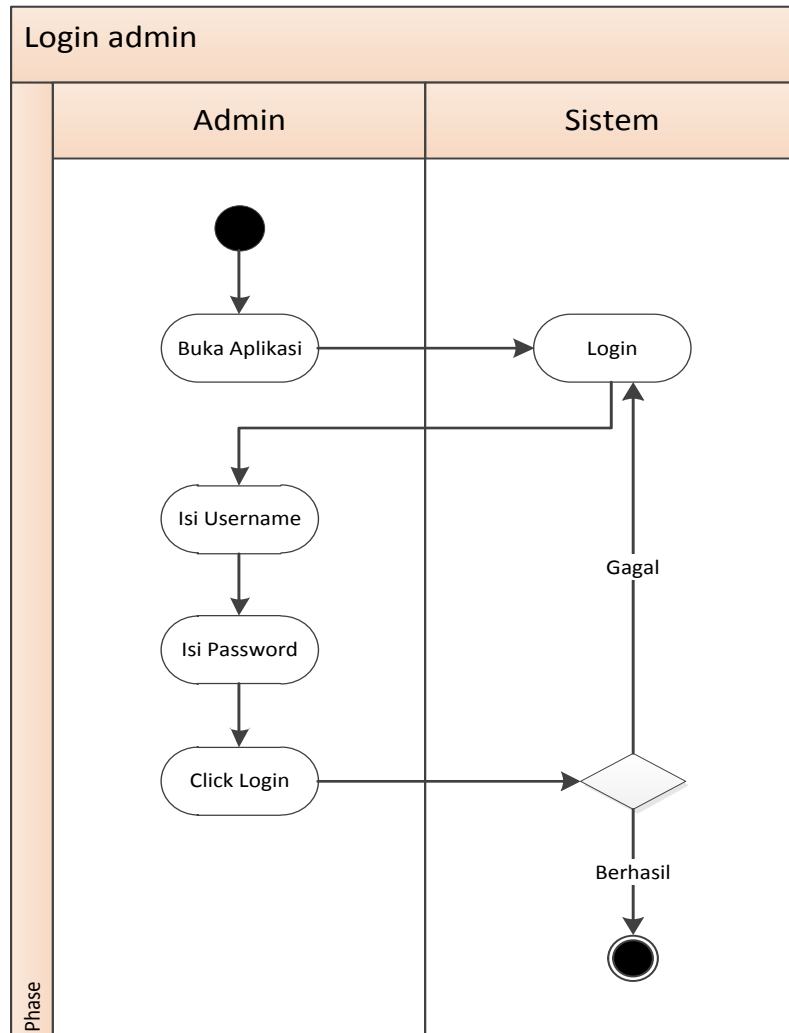 Login admin
Admin
Sistem
Buka Aplikasi
Login
Isi Username
Gagal
Isi Password
Click Login
Berhasil
Phase